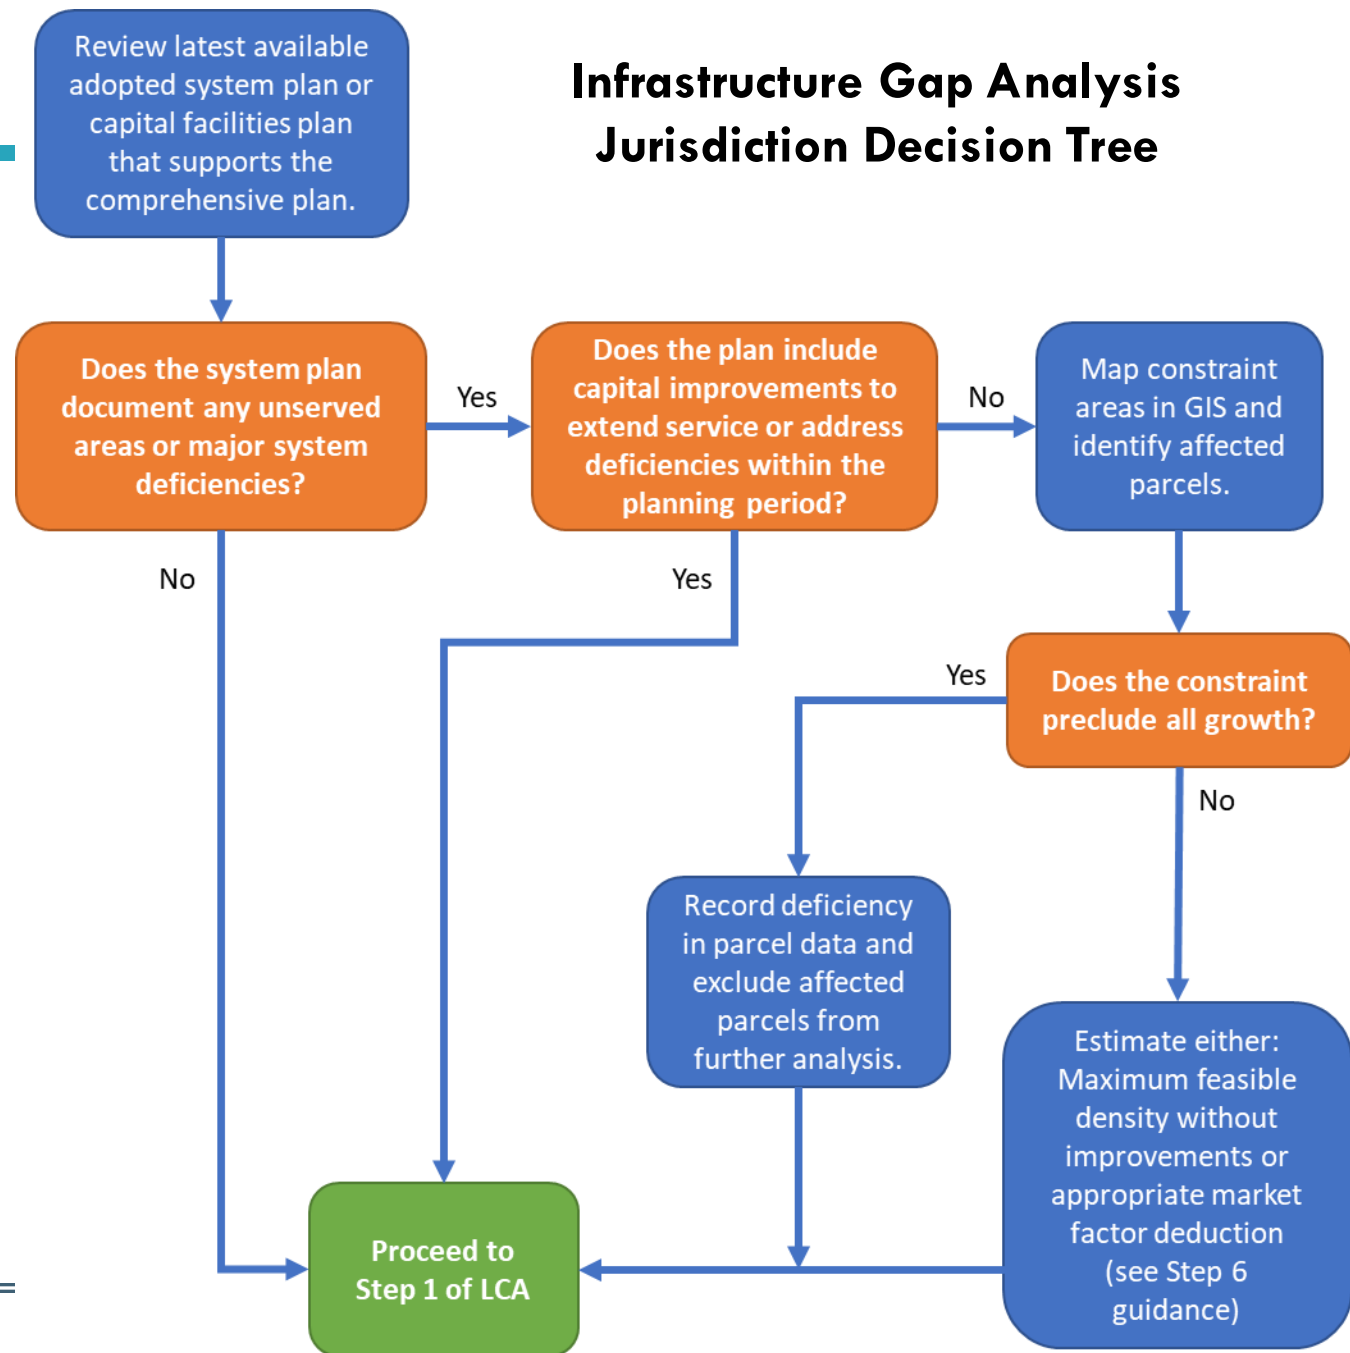 Infrastructure Gap Analysis
Jurisdiction Decision Tree
Review latest available
adopted system plan or
capital facilities plan
that supports the
comprehensive plan.
Does the system plan
document any unserved
areas or major system
deficiencies?
Yes
No
Does the plan include
capital improvements to
extend service or address
deficiencies within the
planning period?
No
Yes
Map constraint
areas in GIS and
identify affected
parcels.
Does the constraint
preclude all growth?
Yes
No
Record deficiency
in parcel data and
exclude affected
parcels from
further analysis.
Estimate either:
Maximum feasible
density without
improvements or
appropriate market
factor deduction
(see Step 6
guidance)
Proceed to
Step 1 of LCA